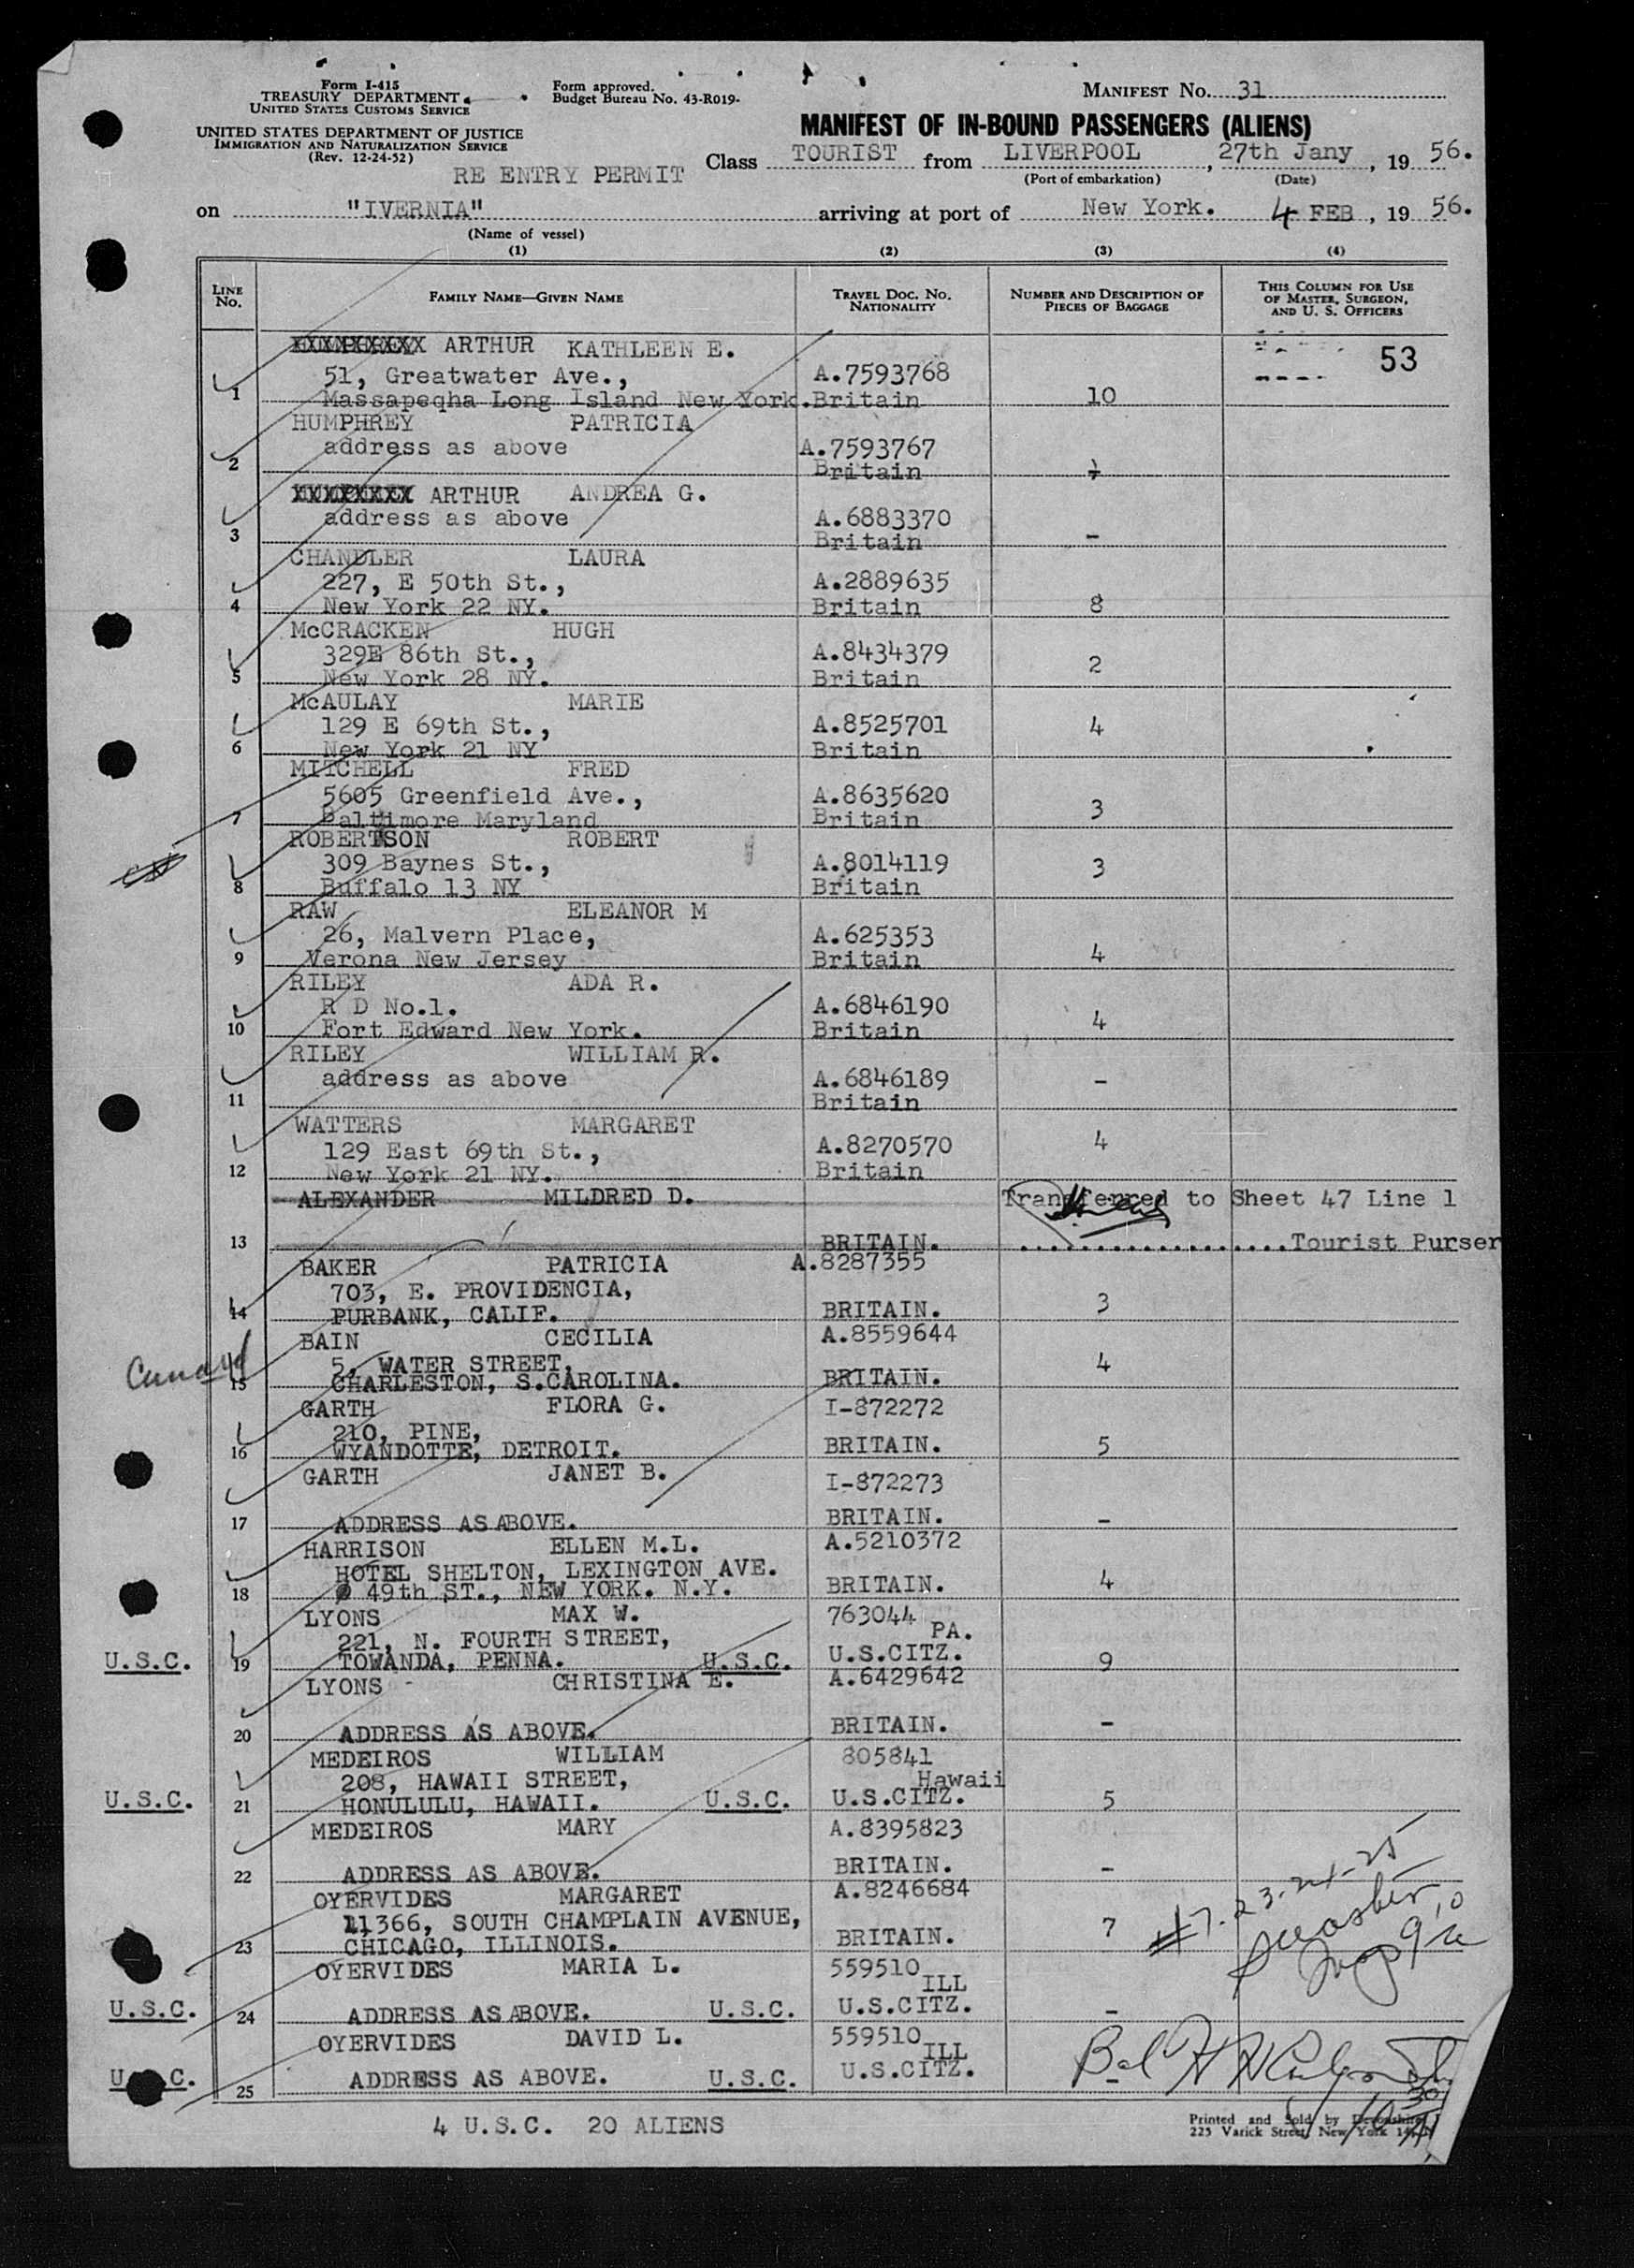 Form I-415
TREASURY DEPARTMENT
UNITED STATES CUSTOMS SERVICE
UNITED STATES DEPARTMENT OF JUSTICE
IMMIGRATION AND NATURALIZATION SERVICE
(Rev. 12-24-52)
Form approved.
Budget Bureau No. 43-R019-
MANIFEST No. 31
MANIFEST OF IN-BOUND PASSENGERS (ALIENS)
RE ENTRY PERMIT
Class TOURIST from LIVERPOOL, 27th Jany, 19 56.
(Port of embarkation) (Date)
on "IVERNIA" arriving at port of New York. 4 FEB, 19 56.
(Name of vessel)
(1) (2) (3) (4)
LINE No. FAMILY NAME—GIVEN NAME TRAVEL DOC. No. NATIONALITY NUMBER AND DESCRIPTION OF PIECES OF BAGGAGE THIS COLUMN FOR USE OF MASTER, SURGEON, AND U. S. OFFICERS
53
ARTHUR KATHLEEN E.
51, Greatwater Ave., A.7593768
1 Massapeqha Long Island New York. Britain 10
HUMPHREY PATRICIA
address as above A.7593767
2 Britain
ARTHUR ANDREA G.
address as above A.6883370
3 Britain -
CHANDLER LAURA
227, E 50th St., A.2889635
4 New York 22 NY. Britain 8
McCRACKEN HUGH
329E 86th St., A.8434379 2
5 New York 28 NY. Britain
McAULAY MARIE
129 E 69th St., A.8525701 4
6 New York 21 NY Britain
MITCHELL FRED
5605 Greenfield Ave., A.8635620 3
7 Baltimore Maryland Britain
ROBERTSON ROBERT
309 Baynes St., A.8014119 3
8 Buffalo 13 NY Britain
RAW ELEANOR M
26, Malvern Place, A.625353
9 Verona New Jersey Britain 4
RILEY ADA R.
R D No.1. A.6846190
10 Fort Edward New York. Britain 4
RILEY WILLIAM R.
address as above A.6846189 -
11 Britain
WATTERS MARGARET
129 East 69th St., A.8270570 4
12 New York 21 NY. Britain
ALEXANDER MILDRED D. Transferred to Sheet 47 Line 1
13 BRITAIN. ..................Tourist Purser
BAKER PATRICIA A.8287355
703, E. PROVIDENCIA,
14 PURBANK, CALIF. BRITAIN. 3
BAIN CECILIA A.8559644
Cunard
5, WATER STREET, 4
15 CHARLESTON, S.CAROLINA. BRITAIN.
GARTH FLORA G. I-872272
210, PINE,
16 WYANDOTTE, DETROIT. BRITAIN. 5
GARTH JANET B. I-872273
17 ADDRESS AS ABOVE. BRITAIN. -
HARRISON ELLEN M.L. A.5210372
HOTEL SHELTON, LEXINGTON AVE.
18 49th ST., NEW YORK. N.Y. BRITAIN. 4
LYONS MAX W. 763044 PA.
221, N. FOURTH STREET,
U.S.C. 19 TOWANDA, PENNA. U.S.C. U.S.CITZ. 9
LYONS CHRISTINA E. A.6429642
20 ADDRESS AS ABOVE. BRITAIN. -
MEDEIROS WILLIAM 805841 Hawaii
208, HAWAII STREET,
U.S.C. 21 HONULULU, HAWAII. U.S.C. U.S.CITZ. 5
MEDEIROS MARY A.8395823
22 ADDRESS AS ABOVE. BRITAIN. -
OYERVIDES MARGARET A.8246684
11366, SOUTH CHAMPLAIN AVENUE, 7
23 CHICAGO, ILLINOIS. BRITAIN.
#7-23-24-25
OYERVIDES MARIA L. 559510 ILL
U.S.C. 24 ADDRESS AS ABOVE. U.S.C. U.S.CITZ. -
OYERVIDES DAVID L. 559510 ILL
U.S.C. 25 ADDRESS AS ABOVE. U.S.C. U.S.CITZ. -
4 U.S.C. 20 ALIENS
Printed and Sold by
225 Varick Street, New York